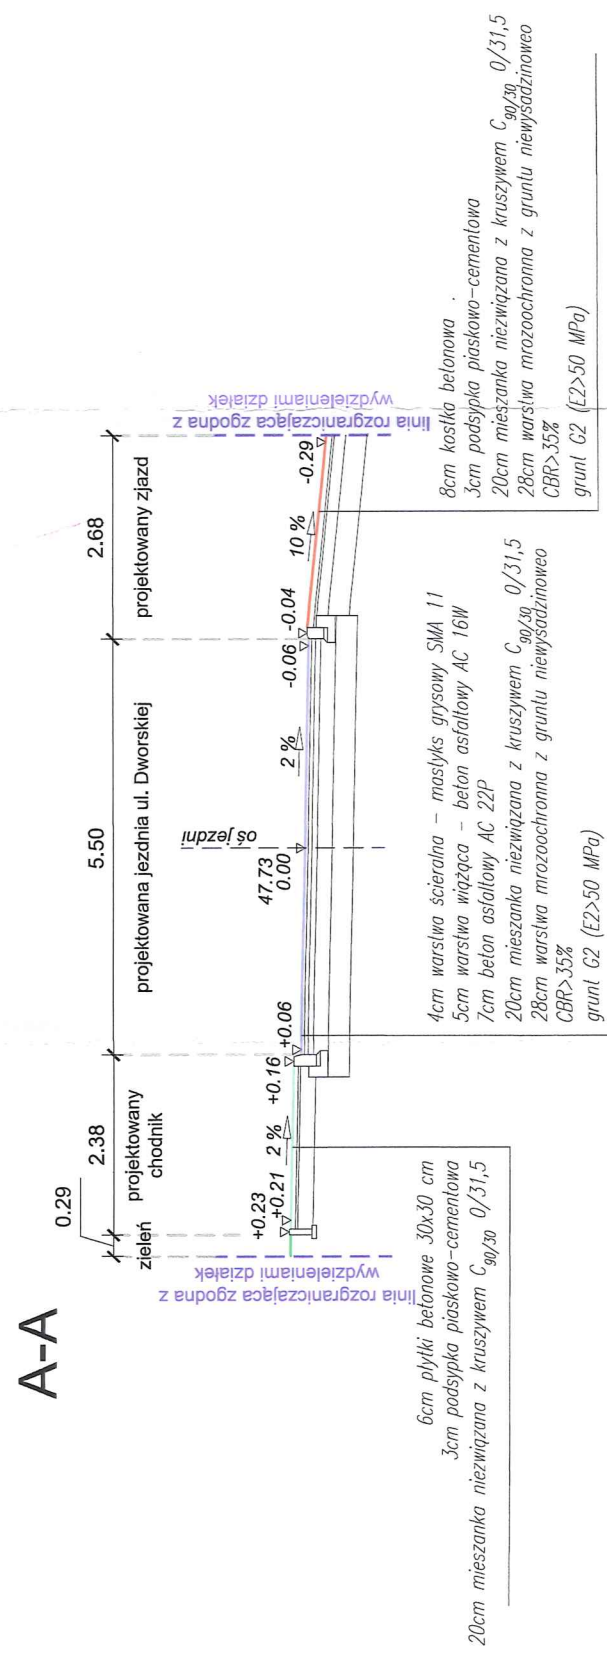 A-A
0.29
2.38
5.50
2.68
zieleń
projektowany
chodnik
projektowana jezdnia ul. Dworskiej
projektowany zjazd
linia rozgraniczająca zgodna z
wydzieleniami działek
+0.23
+0.21
2 %
+0.16
+0.06
oś jezdni
47.73
0.00
2 %
-0.06
-0.04
10 %
-0.29
linia rozgraniczająca zgodna z
wydzieleniami działek
6cm płytki betonowe 30x30 cm
3cm podsypka piaskowo-cementowa
20cm mieszanka niezwiązana z kruszywem C90/30 0/31,5
4cm warstwa ścieralna - mastyks grysowy SMA 11
5cm warstwa wiążąca - beton asfaltowy AC 16W
7cm beton asfaltowy AC 22P
20cm mieszanka niezwiązana z kruszywem C90/30 0/31,5
28cm warstwa mrozoochronna z gruntu niewysadzinoweo
CBR>35%
grunt G2 (E2>50 MPa)
8cm kostka betonowa .
3cm podsypka piaskowo-cementowa
20cm mieszanka niezwiązana z kruszywem C90/30 0/31,5
28cm warstwa mrozoochronna z gruntu niewysadzinoweo
CBR>35%
grunt G2 (E2>50 MPa)